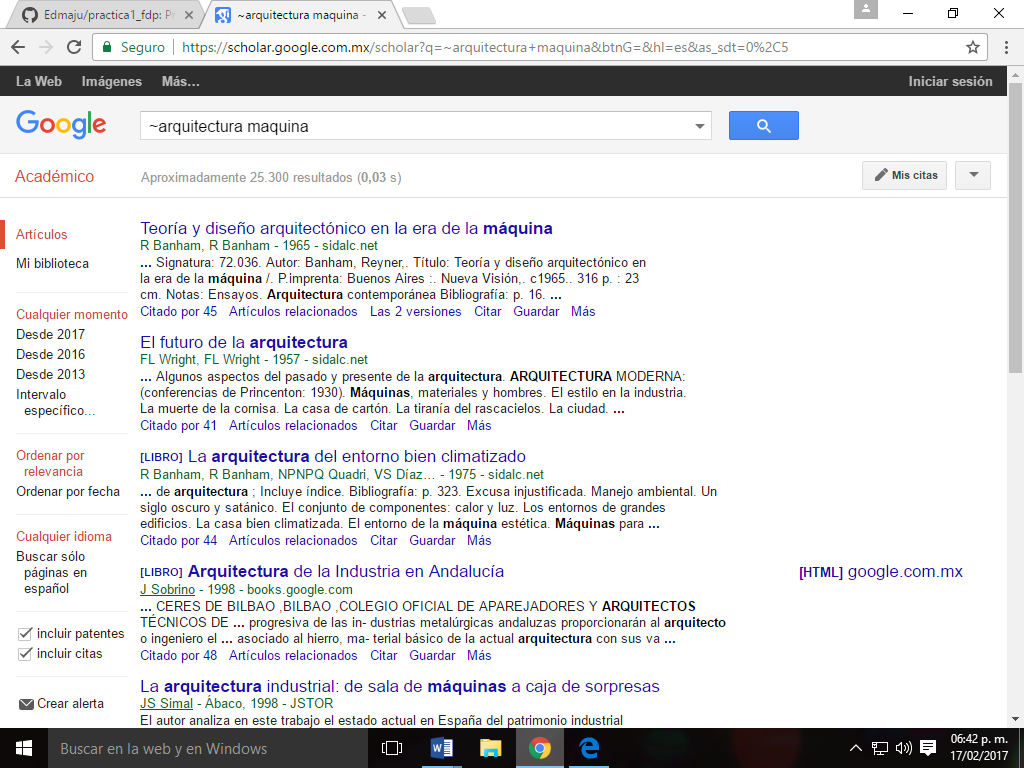 Edmaju/practica1_fdp: Pr
~arquitectura maquina -
Seguro
https://scholar.google.com.mx/scholar?q=~arquitectura+maquina&btnG=&hl=es&as_sdt=0%2C5
La Web Imágenes Más... Iniciar sesión
Google
~arquitectura maquina
Académico
Aproximadamente 25.300 resultados (0,03 s)
Mis citas
Artículos
Mi biblioteca
Cualquier momento
Desde 2017
Desde 2016
Desde 2013
Intervalo
específico...
Ordenar por
relevancia
Ordenar por fecha
Cualquier idioma
Buscar sólo
páginas en
español
incluir patentes
incluir citas
Crear alerta
Teoría y diseño arquitectónico en la era de la máquina
R Banham, R Banham - 1965 - sidalc.net
... Signatura: 72.036. Autor: Banham, Reyner,. Título: Teoría y diseño arquitectónico en
la era de la máquina /. P.imprenta: Buenos Aires :. Nueva Visión,. c1965.. 316 p. : 23
cm. Notas: Ensayos. Arquitectura contemporánea Bibliografía: p. 16. ...
Citado por 45 Artículos relacionados Las 2 versiones Citar Guardar Más
El futuro de la arquitectura
FL Wright, FL Wright - 1957 - sidalc.net
... Algunos aspectos del pasado y presente de la arquitectura. ARQUITECTURA MODERNA:
(conferencias de Princenton: 1930). Máquinas, materiales y hombres. El estilo en la industria.
La muerte de la cornisa. La casa de cartón. La tiranía del rascacielos. La ciudad. ...
Citado por 41 Artículos relacionados Citar Guardar Más
[LIBRO] La arquitectura del entorno bien climatizado
R Banham, R Banham, NPNPQ Quadri, VS Díaz... - 1975 - sidalc.net
... de arquitectura ; Incluye índice. Bibliografía: p. 323. Excusa injustificada. Manejo ambiental. Un
siglo oscuro y satánico. El conjunto de componentes: calor y luz. Los entornos de grandes
edificios. La casa bien climatizada. El entorno de la máquina estética. Máquinas para ...
Citado por 44 Artículos relacionados Citar Guardar Más
[LIBRO] Arquitectura de la Industria en Andalucía
[HTML] google.com.mx
J Sobrino - 1998 - books.google.com
... CERES DE BILBAO ,BILBAO ,COLEGIO OFICIAL DE APAREJADORES Y ARQUITECTOS
TÉCNICOS DE ... progresiva de las in- dustrias metalúrgicas andaluzas proporcionarán al arquitecto
o ingeniero el ... asociado al hierro, ma- terial básico de la actual arquitectura con sus va ...
Citado por 48 Artículos relacionados Citar Guardar Más
La arquitectura industrial: de sala de máquinas a caja de sorpresas
JS Simal - Ábaco, 1998 - JSTOR
El autor analiza en este trabajo el estado actual en España del patrimonio industrial
Buscar en la web y en Windows
06:42 p. m.
17/02/2017